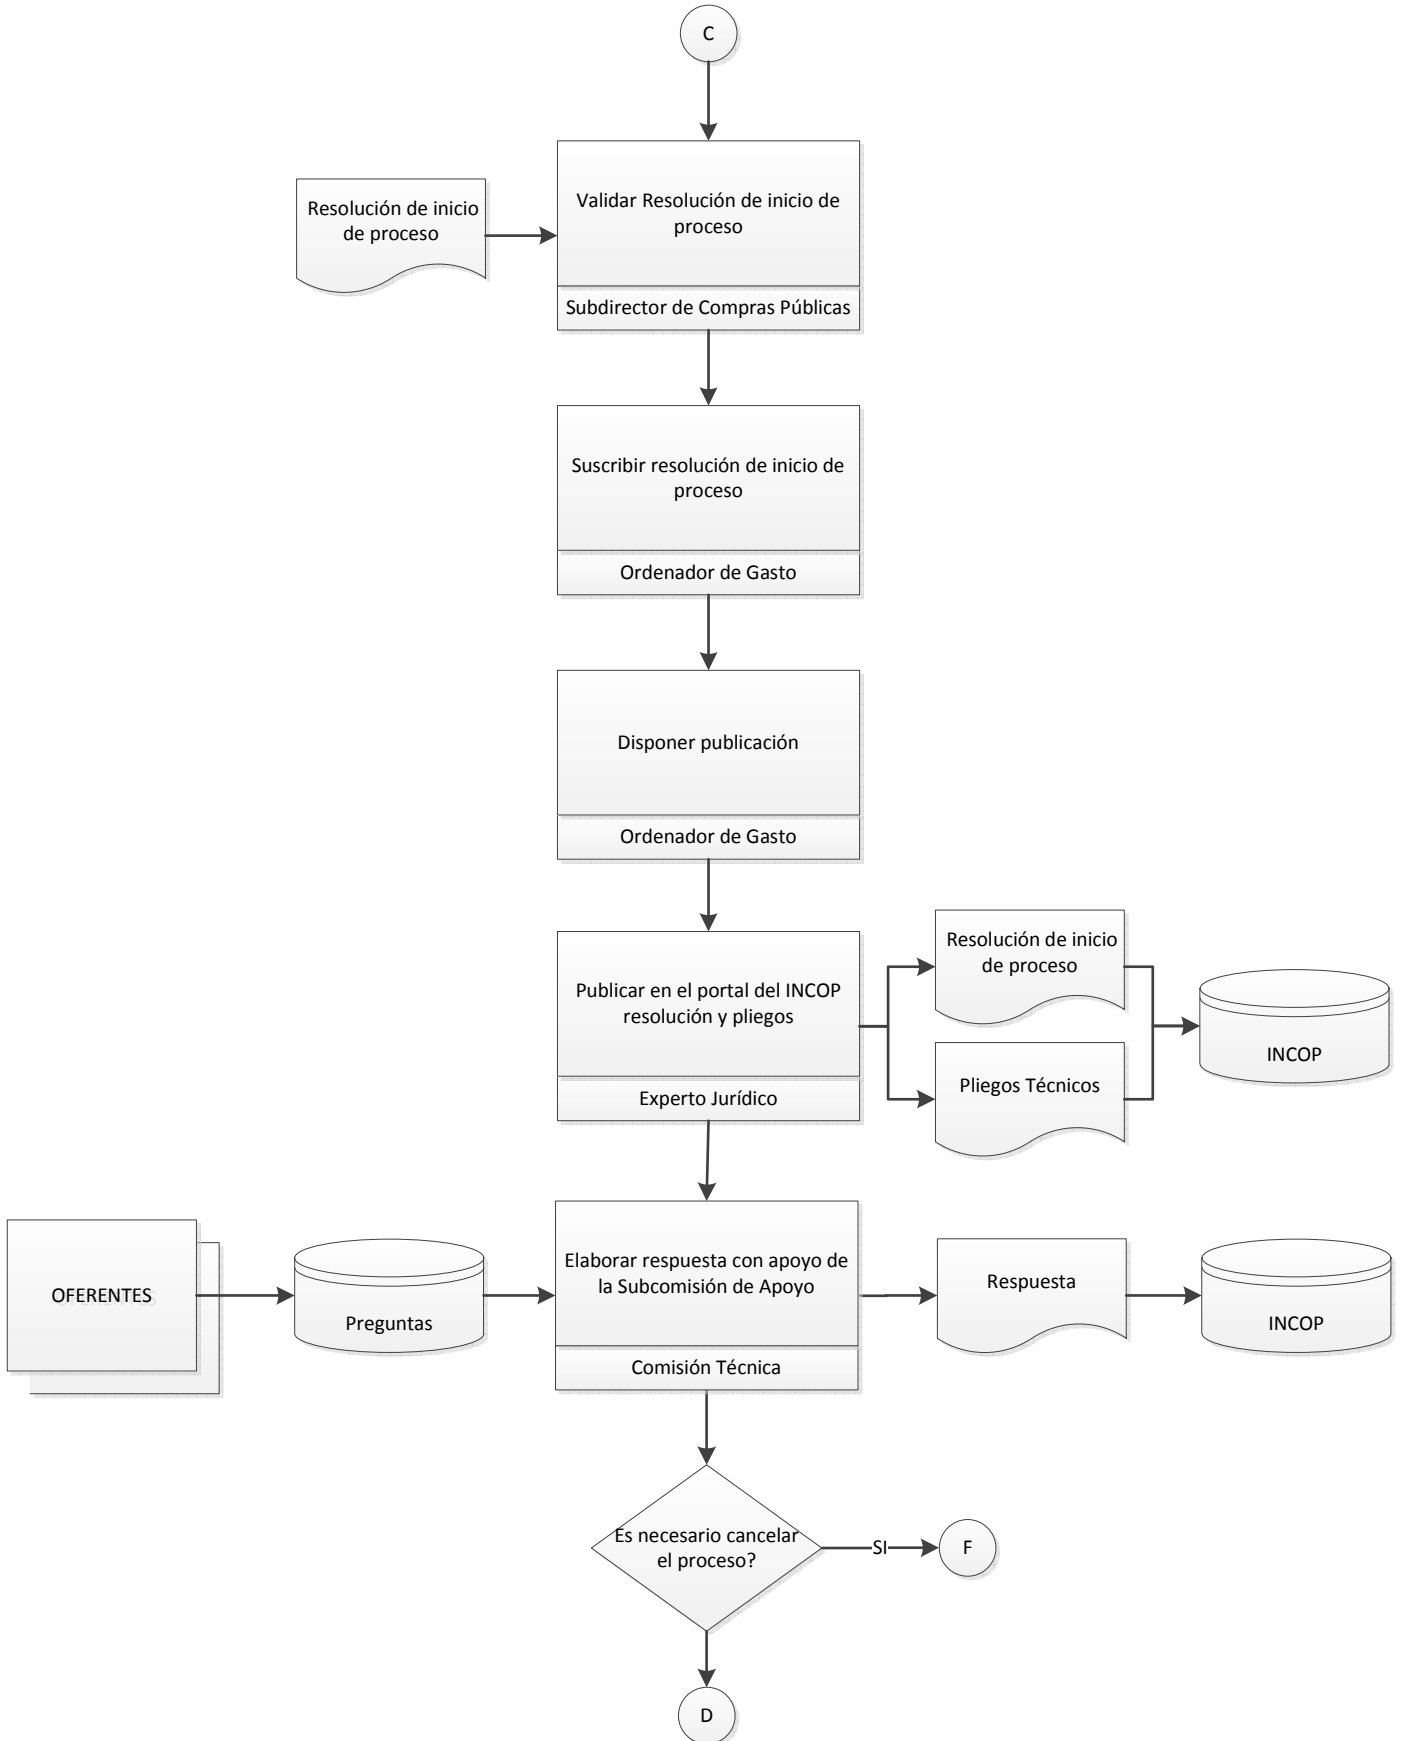 C
Resolución de inicio
de proceso
Validar Resolución de inicio de
proceso
Subdirector de Compras Públicas
Suscribir resolución de inicio de
proceso
Ordenador de Gasto
Disponer publicación
Ordenador de Gasto
Publicar en el portal del INCOP
resolución y pliegos
Experto Jurídico
Resolución de inicio
de proceso
Pliegos Técnicos
INCOP
OFERENTES
Preguntas
Elaborar respuesta con apoyo de
la Subcomisión de Apoyo
Comisión Técnica
Respuesta
INCOP
Es necesario cancelar
el proceso?
SI
F
D